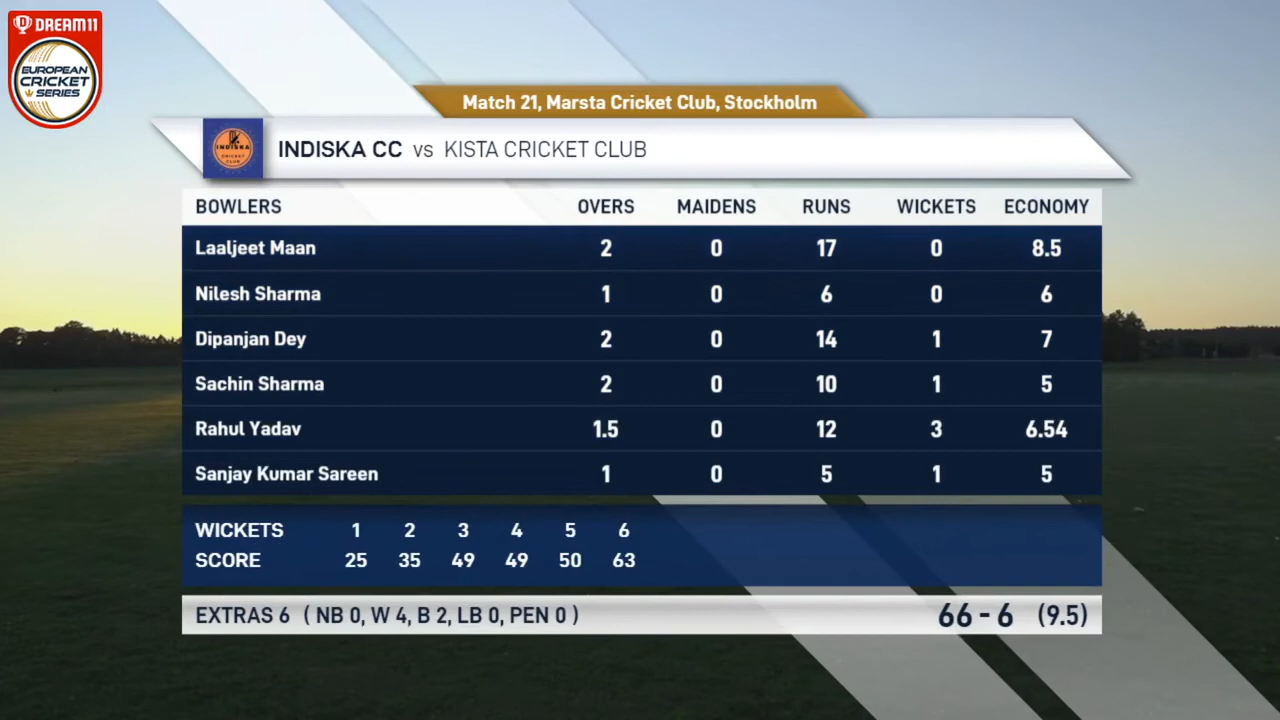 DREAM11
EUROPEAN
CRICKET
SERIES
Match 21, Marsta Cricket Club, Stockholm
INDISKA
CRICKET
CLUB
INDISKA CC vs KISTA CRICKET CLUB
BOWLERS OVERS MAIDENS RUNS WICKETS ECONOMY
Laaljeet Maan 2 0 17 0 8.5
Nilesh Sharma 1 0 6 0 6
Dipanjan Dey 2 0 14 1 7
Sachin Sharma 2 0 10 1 5
Rahul Yadav 1.5 0 12 3 6.54
Sanjay Kumar Sareen 1 0 5 1 5
WICKETS 1 2 3 4 5 6
SCORE 25 35 49 49 50 63
EXTRAS 6 ( NB 0, W 4, B 2, LB 0, PEN 0 ) 66 - 6 (9.5)